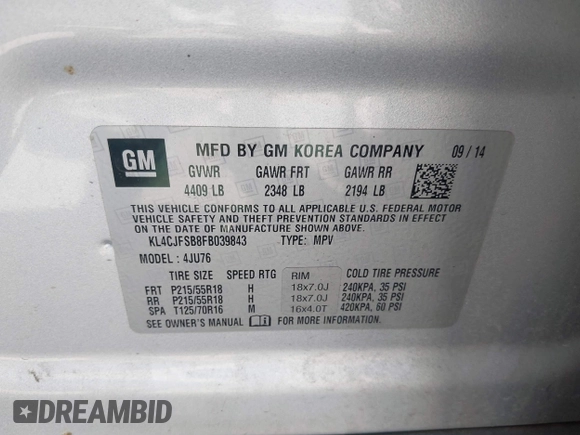 GM
MFD BY GM KOREA COMPANY 09/14
GVWR GAWR FRT GAWR RR
4409 LB 2348 LB 2194 LB
THIS VEHICLE CONFORMS TO ALL APPLICABLE U.S. FEDERAL MOTOR
VEHICLE SAFETY AND THEFT PREVENTION STANDARDS IN EFFECT
ON THE DATE OF MANUFACTURE SHOWN ABOVE.
KL4CJFSB8FB039843 TYPE: MPV
MODEL : 4JU76
TIRE SIZE SPEED RTG RIM COLD TIRE PRESSURE
FRT P215/55R18 H 18x7.0J 240KPA, 35 PSI
RR P215/55R18 H 18x7.0J 240KPA, 35 PSI
SPA T125/70R16 M 16x4.0T 420KPA, 60 PSI
SEE OWNER'S MANUAL FOR MORE INFORMATION.
DREAMBID